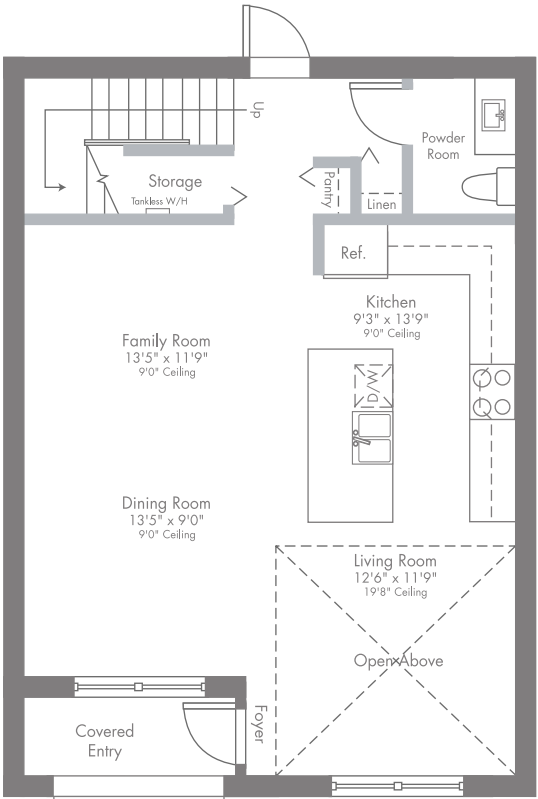 Up
Powder
Room
Storage
Tankless W/H
Pantry
Linen
Ref.
Kitchen
9'3" x 13'9"
9'0" Ceiling
Family Room
13'5" x 11'9"
9'0" Ceiling
D/W
Dining Room
13'5" x 9'0"
9'0" Ceiling
Living Room
12'6" x 11'9"
19'8" Ceiling
Open Above
Foyer
Covered
Entry